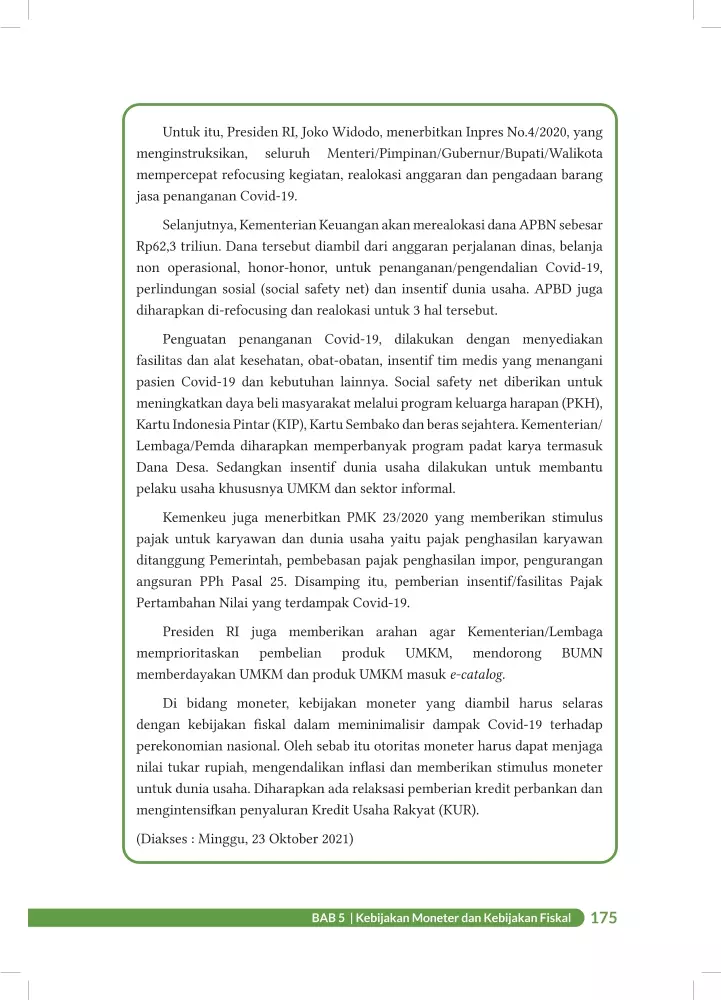 Untuk itu, Presiden RI, Joko Widodo, menerbitkan Inpres No.4/2020, yang
menginstruksikan, seluruh Menteri/Pimpinan/Gubernur/Bupati/Walikota
mempercepat refocusing kegiatan, realokasi anggaran dan pengadaan barang
jasa penanganan Covid-19.
Selanjutnya, Kementerian Keuangan akan merealokasi dana APBN sebesar
Rp62,3 triliun. Dana tersebut diambil dari anggaran perjalanan dinas, belanja
non operasional, honor-honor, untuk penanganan/pengendalian Covid-19,
perlindungan sosial (social safety net) dan insentif dunia usaha. APBD juga
diharapkan di-refocusing dan realokasi untuk 3 hal tersebut.
Penguatan penanganan Covid-19, dilakukan dengan menyediakan
fasilitas dan alat kesehatan, obat-obatan, insentif tim medis yang menangani
pasien Covid-19 dan kebutuhan lainnya. Social safety net diberikan untuk
meningkatkan daya beli masyarakat melalui program keluarga harapan (PKH),
Kartu Indonesia Pintar (KIP), Kartu Sembako dan beras sejahtera. Kementerian/
Lembaga/Pemda diharapkan memperbanyak program padat karya termasuk
Dana Desa. Sedangkan insentif dunia usaha dilakukan untuk membantu
pelaku usaha khususnya UMKM dan sektor informal.
Kemenkeu juga menerbitkan PMK 23/2020 yang memberikan stimulus
pajak untuk karyawan dan dunia usaha yaitu pajak penghasilan karyawan
ditanggung Pemerintah, pembebasan pajak penghasilan impor, pengurangan
angsuran PPh Pasal 25. Disamping itu, pemberian insentif/fasilitas Pajak
Pertambahan Nilai yang terdampak Covid-19.
Presiden RI juga memberikan arahan agar Kementerian/Lembaga
memprioritaskan pembelian produk UMKM, mendorong BUMN
memberdayakan UMKM dan produk UMKM masuk e-catalog.
Di bidang moneter, kebijakan moneter yang diambil harus selaras
dengan kebijakan fiskal dalam meminimalisir dampak Covid-19 terhadap
perekonomian nasional. Oleh sebab itu otoritas moneter harus dapat menjaga
nilai tukar rupiah, mengendalikan inflasi dan memberikan stimulus moneter
untuk dunia usaha. Diharapkan ada relaksasi pemberian kredit perbankan dan
mengintensifkan penyaluran Kredit Usaha Rakyat (KUR).
(Diakses : Minggu, 23 Oktober 2021)
BAB 5 | Kebijakan Moneter dan Kebijakan Fiskal 175